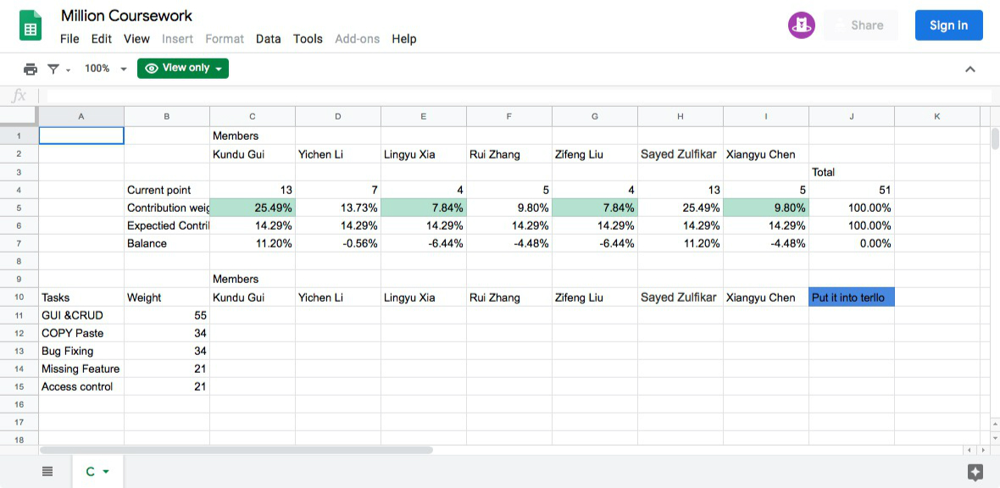 Million Coursework
File Edit View Insert Format Data Tools Add-ons Help
Share
Sign In
100% View only
fx
A B C D E F G H I J K
1 Members
2 Kundu Gui Yichen Li Lingyu Xia Rui Zhang Zifeng Liu Sayed Zulfikar Xiangyu Chen
3 Total
4 Current point 13 7 4 5 4 13 5 51
5 Contribution weig 25.49% 13.73% 7.84% 9.80% 7.84% 25.49% 9.80% 100.00%
6 Expectied Contril 14.29% 14.29% 14.29% 14.29% 14.29% 14.29% 14.29% 100.00%
7 Balance 11.20% -0.56% -6.44% -4.48% -6.44% 11.20% -4.48% 0.00%
8
9 Members
10 Tasks Weight Kundu Gui Yichen Li Lingyu Xia Rui Zhang Zifeng Liu Sayed Zulfikar Xiangyu Chen Put it into terllo
11 GUI &CRUD 55
12 COPY Paste 34
13 Bug Fixing 34
14 Missing Feature 21
15 Access control 21
16
17
18
C